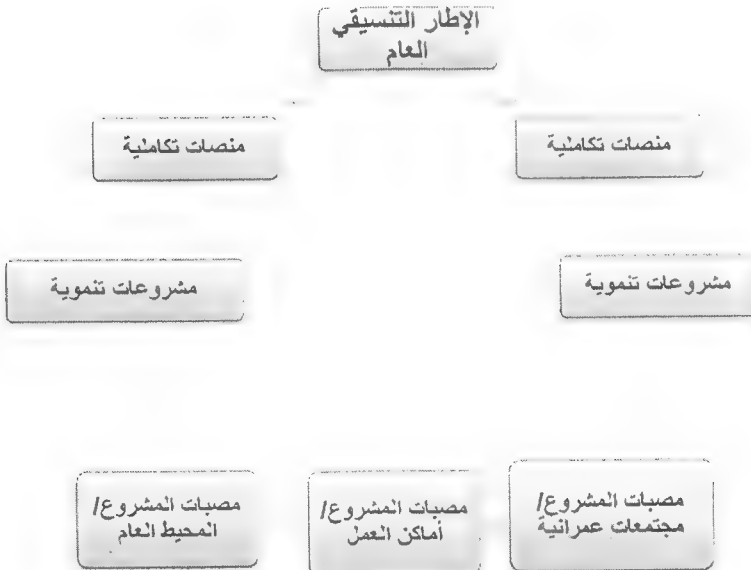 الإطار التنسيقي
العام
منصات تكاملية
منصات تكاملية
مشروعات تنموية
مشروعات تنموية
مصبات المشروع/
مجتمعات عمرانية
مصبات المشروع/
أماكن العمل
مصبات المشروع/
المحيط العام